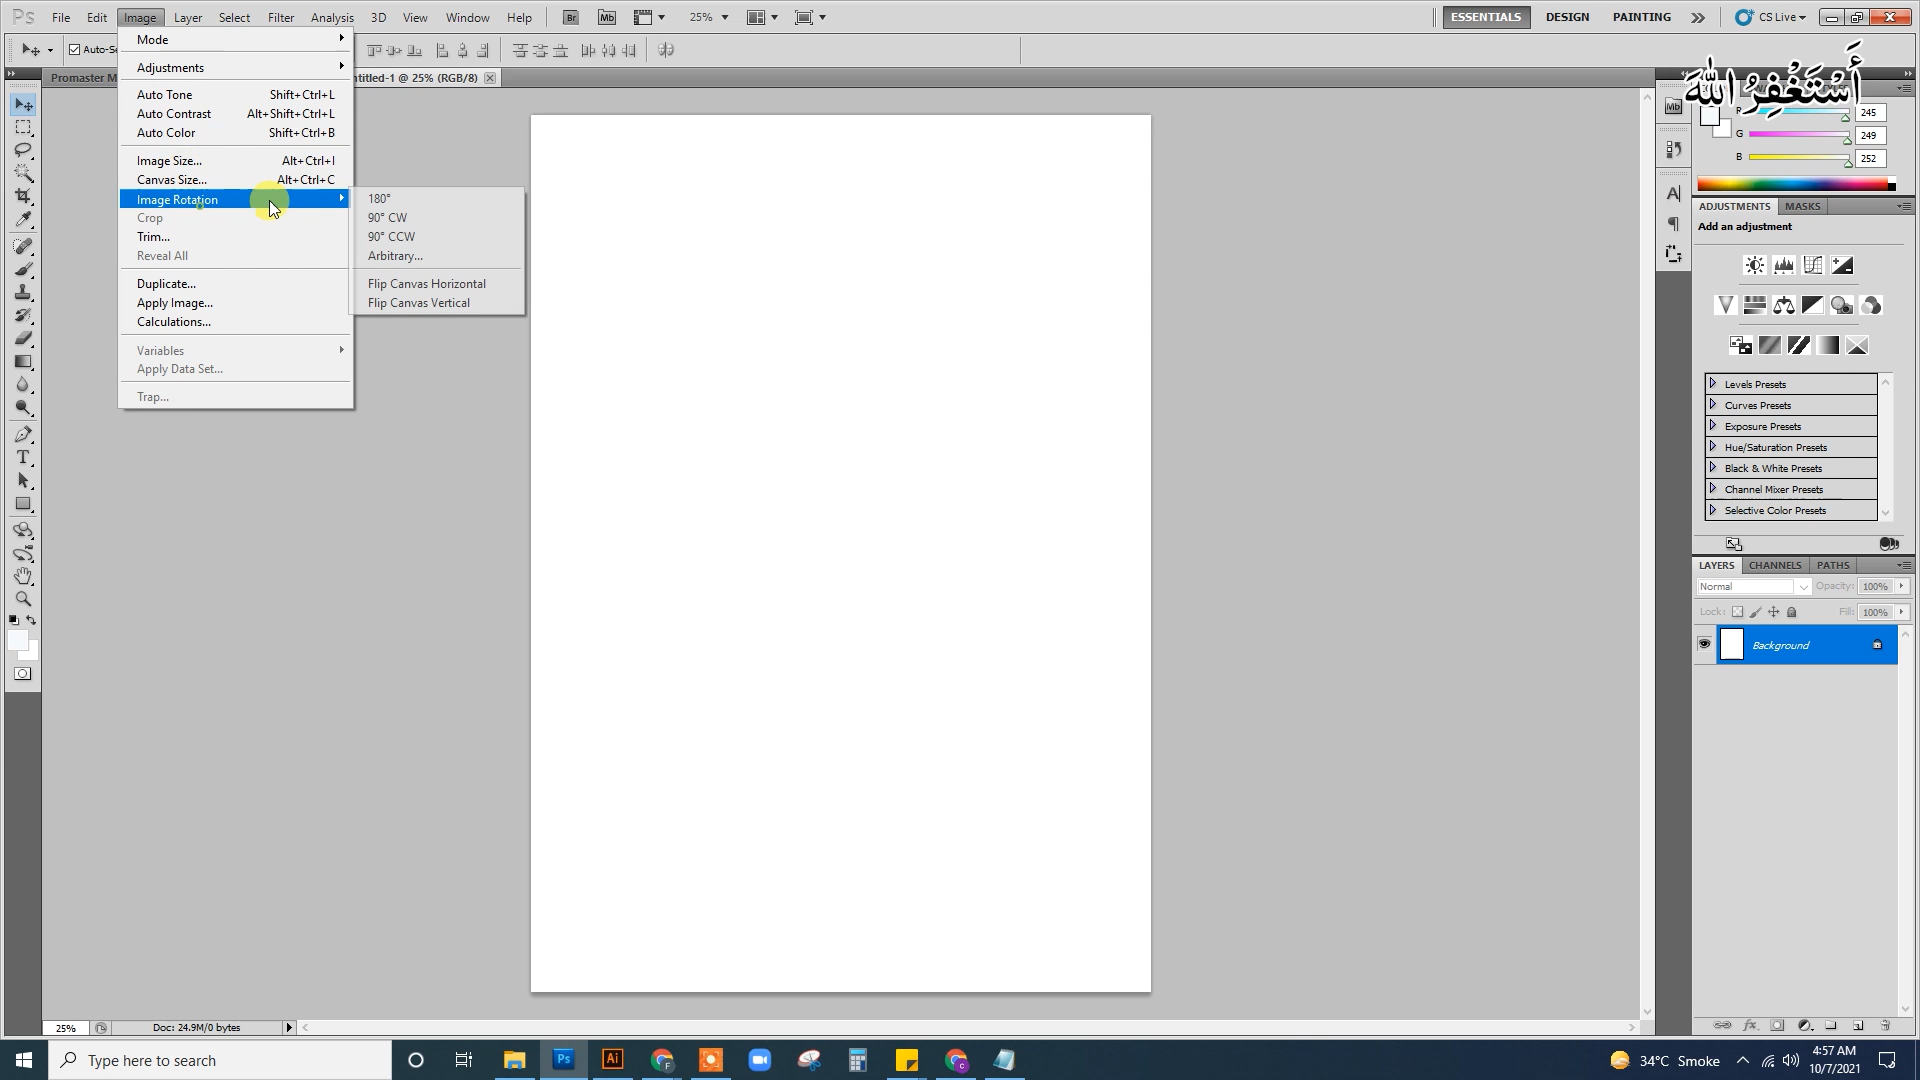 Ps File Edit Image Layer Select Filter Analysis 3D View Window Help Br Mb 25% ESSENTIALS DESIGN PAINTING CS Live
Auto-Se
Promaster M
ntitled-1 @ 25% (RGB/8)
Mode
Adjustments
Auto Tone Shift+Ctrl+L
Auto Contrast Alt+Shift+Ctrl+L
Auto Color Shift+Ctrl+B
Image Size... Alt+Ctrl+I
Canvas Size... Alt+Ctrl+C
Image Rotation
Crop
Trim...
Reveal All
Duplicate...
Apply Image...
Calculations...
Variables
Apply Data Set...
Trap...
180°
90° CW
90° CCW
Arbitrary...
Flip Canvas Horizontal
Flip Canvas Vertical
أَسْتَغْفِرُ اللّٰهَ
Mb
R 245
G 249
B 252
ADJUSTMENTS MASKS
Add an adjustment
Levels Presets
Curves Presets
Exposure Presets
Hue/Saturation Presets
Black & White Presets
Channel Mixer Presets
Selective Color Presets
LAYERS CHANNELS PATHS
Normal Opacity: 100%
Lock: Fill: 100%
Background
25% Doc: 24.9M/0 bytes
Type here to search
Ps Ai
34°C Smoke
4:57 AM
10/7/2021